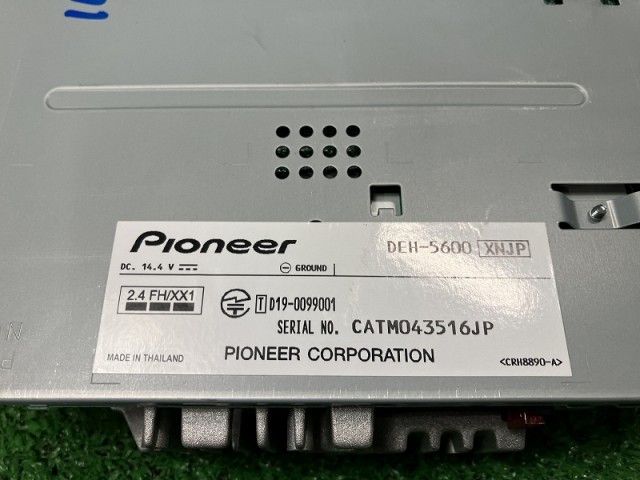 Pioneer
DEH-5600 XNJP
DC. 14.4 V
GROUND
2.4 FH/XX1
T D19-0099001
SERIAL NO. CATM043516JP
MADE IN THAILAND
PIONEER CORPORATION
<CRH8890-A>